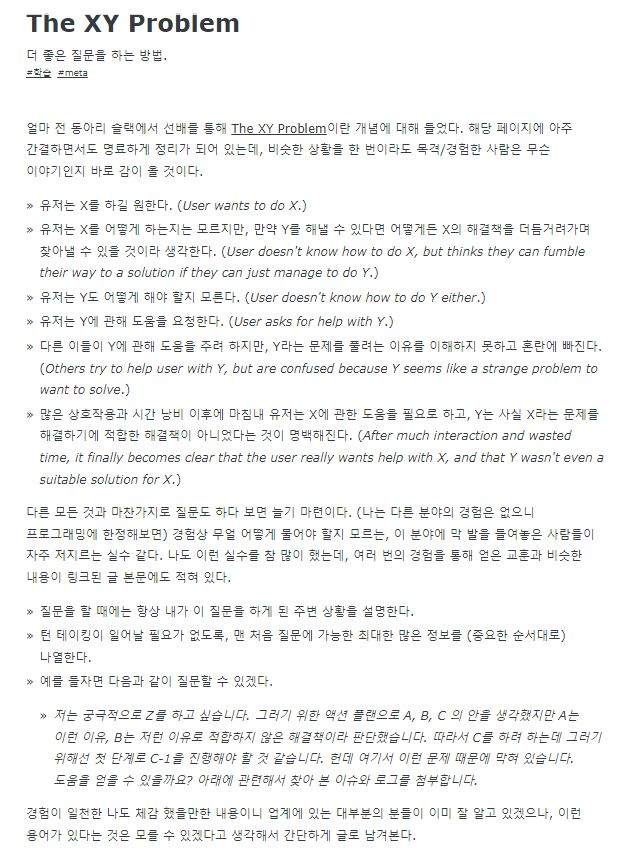 The XY Problem
더 좋은 질문을 하는 방법.
#학습 #meta
얼마 전 동아리 슬랙에서 선배를 통해 The XY Problem이란 개념에 대해 들었다. 해당 페이지에 아주
간결하면서도 명료하게 정리가 되어 있는데, 비슷한 상황을 한 번이라도 목격/경험한 사람은 무슨
이야기인지 바로 감이 올 것이다.
» 유저는 X를 하길 원한다. (User wants to do X.)
» 유저는 X를 어떻게 하는지는 모르지만, 만약 Y를 해낼 수 있다면 어떻게든 X의 해결책을 더듬거려가며
찾아낼 수 있을 것이라 생각한다. (User doesn't know how to do X, but thinks they can fumble
their way to a solution if they can just manage to do Y.)
» 유저는 Y도 어떻게 해야 할지 모른다. (User doesn't know how to do Y either.)
» 유저는 Y에 관해 도움을 요청한다. (User asks for help with Y.)
» 다른 이들이 Y에 관해 도움을 주려 하지만, Y라는 문제를 풀려는 이유를 이해하지 못하고 혼란에 빠진다.
(Others try to help user with Y, but are confused because Y seems like a strange problem to
want to solve.)
» 많은 상호작용과 시간 낭비 이후에 마침내 유저는 X에 관한 도움을 필요로 하고, Y는 사실 X라는 문제를
해결하기에 적합한 해결책이 아니었다는 것이 명백해진다. (After much interaction and wasted
time, it finally becomes clear that the user really wants help with X, and that Y wasn't even a
suitable solution for X.)
다른 모든 것과 마찬가지로 질문도 하다 보면 늘기 마련이다. (나는 다른 분야의 경험은 없으니
프로그래밍에 한정해보면) 경험상 무얼 어떻게 물어야 할지 모르는, 이 분야에 막 발을 들여놓은 사람들이
자주 저지르는 실수 같다. 나도 이런 실수를 참 많이 했는데, 여러 번의 경험을 통해 얻은 교훈과 비슷한
내용이 링크된 글 본문에도 적혀 있다.
» 질문을 할 때에는 항상 내가 이 질문을 하게 된 주변 상황을 설명한다.
» 턴 테이킹이 일어날 필요가 없도록, 맨 처음 질문에 가능한 최대한 많은 정보를 (중요한 순서대로)
나열한다.
» 예를 들자면 다음과 같이 질문할 수 있겠다.
» 저는 궁극적으로 Z를 하고 싶습니다. 그러기 위한 액션 플랜으로 A, B, C 의 안을 생각했지만 A는
이런 이유, B는 저런 이유로 적합하지 않은 해결책이라 판단했습니다. 따라서 C를 하려 하는데 그러기
위해선 첫 단계로 C-1을 진행해야 할 것 같습니다. 헌데 여기서 이런 문제 때문에 막혀 있습니다.
도움을 얻을 수 있을까요? 아래에 관련해서 찾아 본 이슈와 로그를 첨부합니다.
경험이 일천한 나도 체감 했을만한 내용이니 업계에 있는 대부분의 분들이 이미 잘 알고 있겠으나, 이런
용어가 있다는 것은 모를 수 있겠다고 생각해서 간단하게 글로 남겨본다.